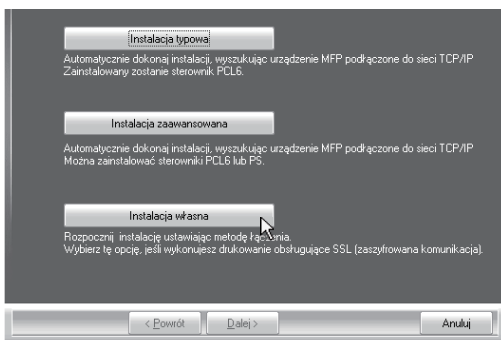 Instalacja typowa
Automatycznie dokonaj instalacji, wyszukując urządzenie MFP podłączone do sieci TCP/IP
Zainstalowany zostanie sterownik PCL6.
Instalacja zaawansowana
Automatycznie dokonaj instalacji, wyszukując urządzenie MFP podłączone do sieci TCP/IP
Można zainstalować sterowniki PCL6 lub PS.
Instalacja własna
Rozpocznij instalację ustawiając metodę łączenia.
Wybierz tę opcję, jeśli wykonujesz drukowanie obsługujące SSL (zaszyfrowana komunikacja).
< Powrót
Dalej >
Anuluj